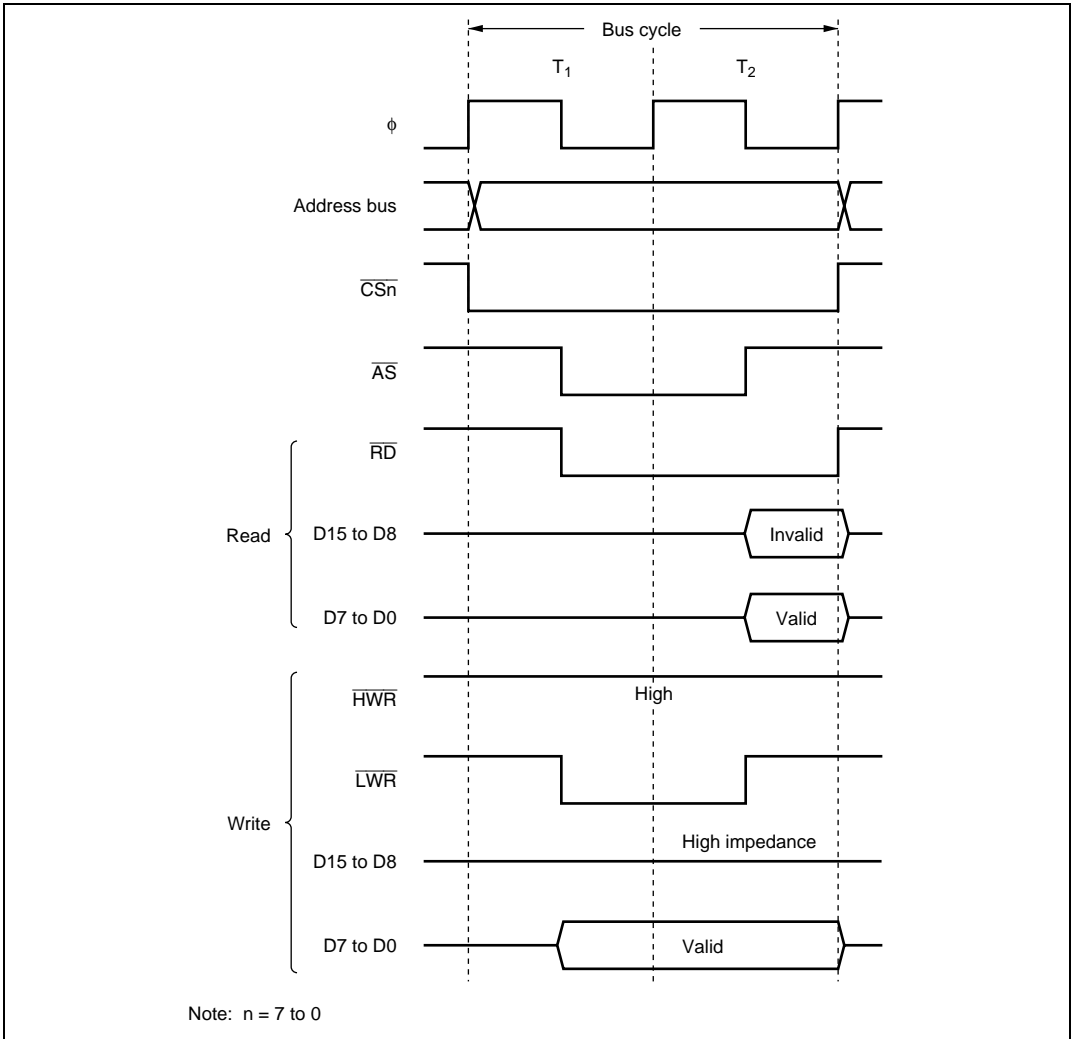 Bus cycle
T1 T2
ϕ
Address bus
CSn
AS
RD
Read
D15 to D8 Invalid
D7 to D0 Valid
HWR High
LWR
Write
High impedance
D15 to D8
D7 to D0 Valid
Note: n = 7 to 0